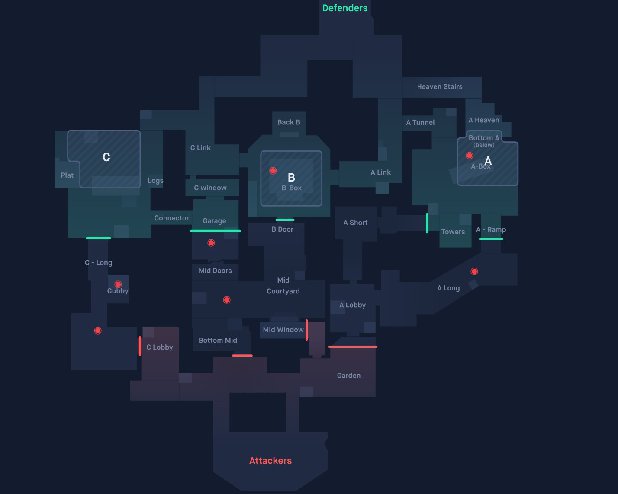 Defenders
Heaven Stairs
A Heaven
A Tunnel
Back B
Bottom A
(below)
C Link
C
B
A
A-Box
Plat
Logs
C window
B Box
A Link
Connector
Garage
A Short
B Door
Towers
A - Ramp
C - Long
Mid Doors
Mid
Courtyard
Cubby
A Long
A Lobby
Mid Window
Bottom Mid
C Lobby
Garden
Attackers